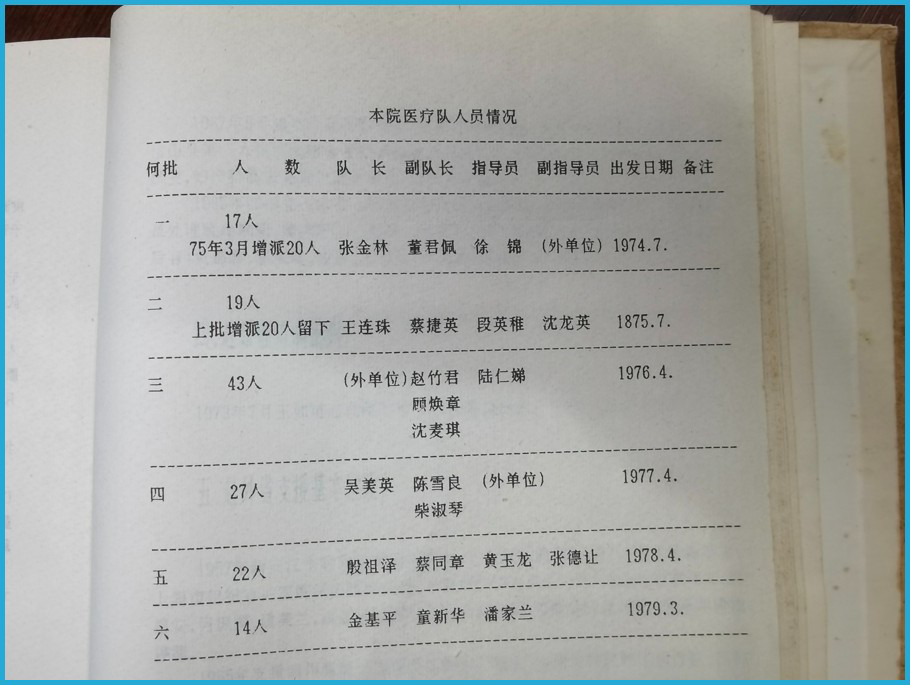 本院医疗队人员情况
何批 人 数 队 长 副队长 指导员 副指导员 出发日期 备注
一 17人
75年3月增派20人 张金林 董君佩 徐 锦 (外单位) 1974.7.
二 19人
上批增派20人留下 王连珠 蔡捷英 段英稚 沈龙英 1875.7.
三 43人 (外单位) 赵竹君 陆仁娣 1976.4.
顾焕章
沈麦琪
四 27人 吴美英 陈雪良 (外单位) 1977.4.
柴淑琴
五 22人 殷祖泽 蔡同章 黄玉龙 张德让 1978.4.
六 14人 金基平 童新华 潘家兰 1979.3.